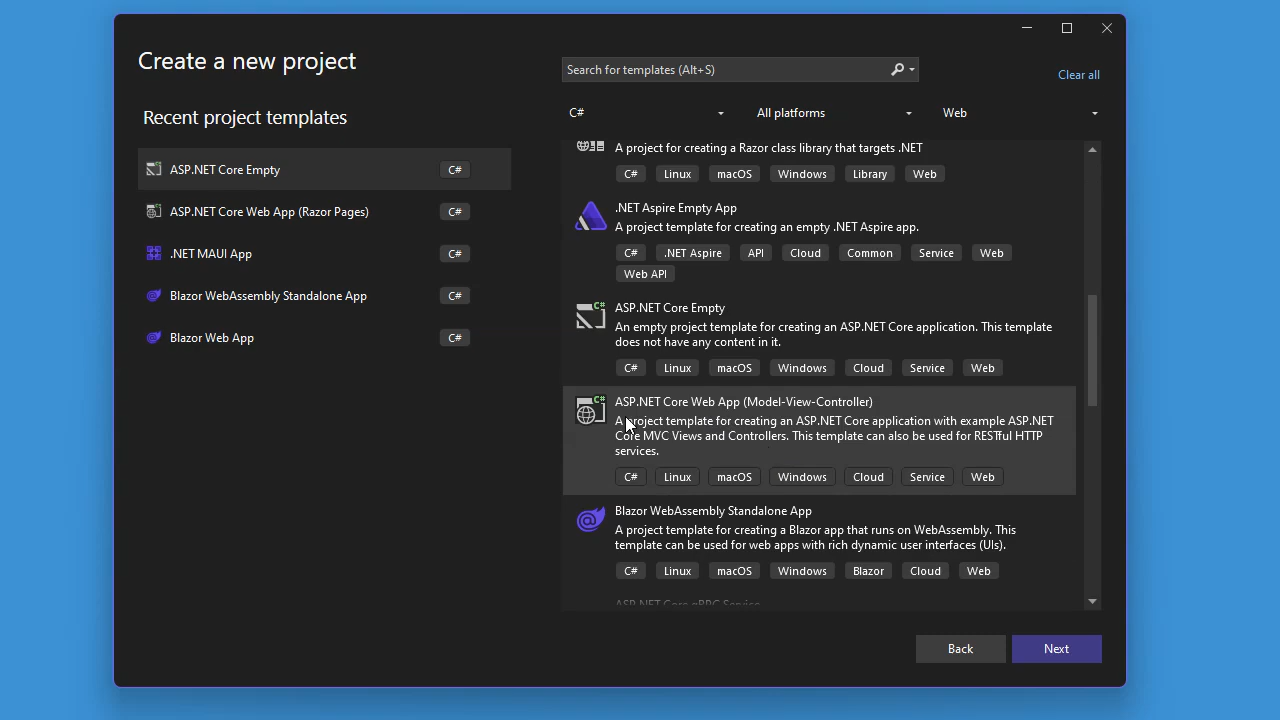 Create a new project
Search for templates (Alt+S)
Clear all
Recent project templates
C#
All platforms
Web
ASP.NET Core Empty C#
ASP.NET Core Web App (Razor Pages) C#
.NET MAUI App C#
Blazor WebAssembly Standalone App C#
Blazor Web App C#
A project for creating a Razor class library that targets .NET
C# Linux macOS Windows Library Web
.NET Aspire Empty App
A project template for creating an empty .NET Aspire app.
C# .NET Aspire API Cloud Common Service Web
Web API
ASP.NET Core Empty
An empty project template for creating an ASP.NET Core application. This template
does not have any content in it.
C# Linux macOS Windows Cloud Service Web
ASP.NET Core Web App (Model-View-Controller)
A project template for creating an ASP.NET Core application with example ASP.NET
Core MVC Views and Controllers. This template can also be used for RESTful HTTP
services.
C# Linux macOS Windows Cloud Service Web
Blazor WebAssembly Standalone App
A project template for creating a Blazor app that runs on WebAssembly. This
template can be used for web apps with rich dynamic user interfaces (UIs).
C# Linux macOS Windows Blazor Cloud Web
ASP.NET Core gRPC Service
Back
Next